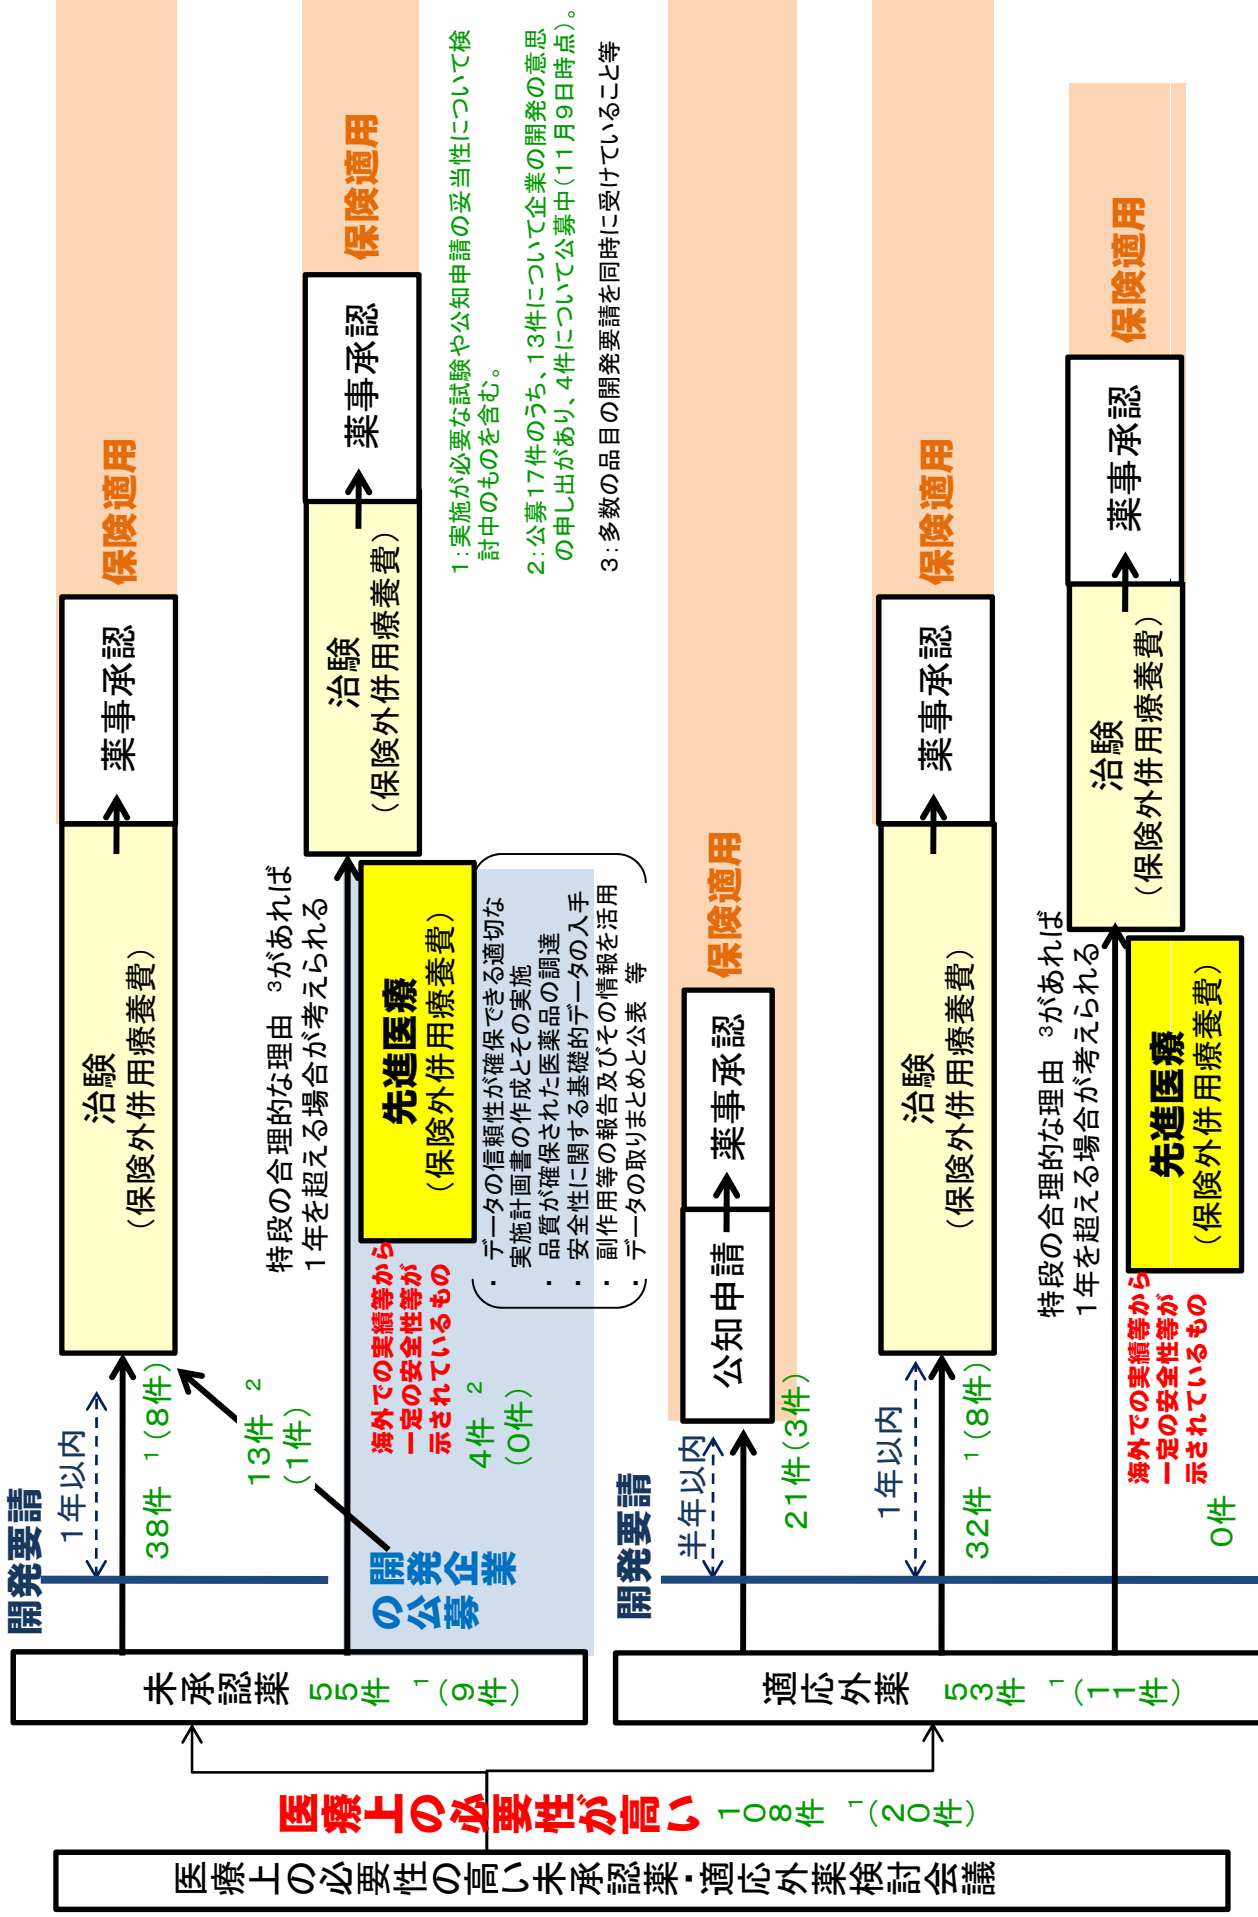 医療上の必要性の高い未承認薬・適応外薬検討会議
医療上の必要性が高い 108件 1(20件)
未承認薬 55件 1(9件)
開発要請
1年以内
38件 1(8件)
治験
(保険外併用療養費)
薬事承認
保険適用
13件 2
(1件)
開発企業
の公募
特段の合理的な理由 3があれば
1年を超える場合が考えられる
海外での実績等から
一定の安全性等が
示されているもの
4件 2
(0件)
先進医療
(保険外併用療養費)
・ データの信頼性が確保できる適切な
実施計画書の作成とその実施
・ 品質が確保された医薬品の調達
・ 安全性に関する基礎的データの入手
・ 副作用等の報告及びその情報を活用
・ データの取りまとめと公表 等
治験
(保険外併用療養費)
薬事承認
保険適用
1:実施が必要な試験や公知申請の妥当性について検
討中のものを含む。
2:公募17件のうち、13件について企業の開発の意思
の申し出があり、4件について公募中(11月9日時点)。
3:多数の品目の開発要請を同時に受けていること等
適応外薬 53件 1(11件)
開発要請
半年以内
21件(3件)
公知申請
薬事承認
保険適用
1年以内
32件 1(8件)
治験
(保険外併用療養費)
薬事承認
保険適用
特段の合理的な理由 3があれば
1年を超える場合が考えられる
海外での実績等から
一定の安全性等が
示されているもの
0件
先進医療
(保険外併用療養費)
治験
(保険外併用療養費)
薬事承認
保険適用